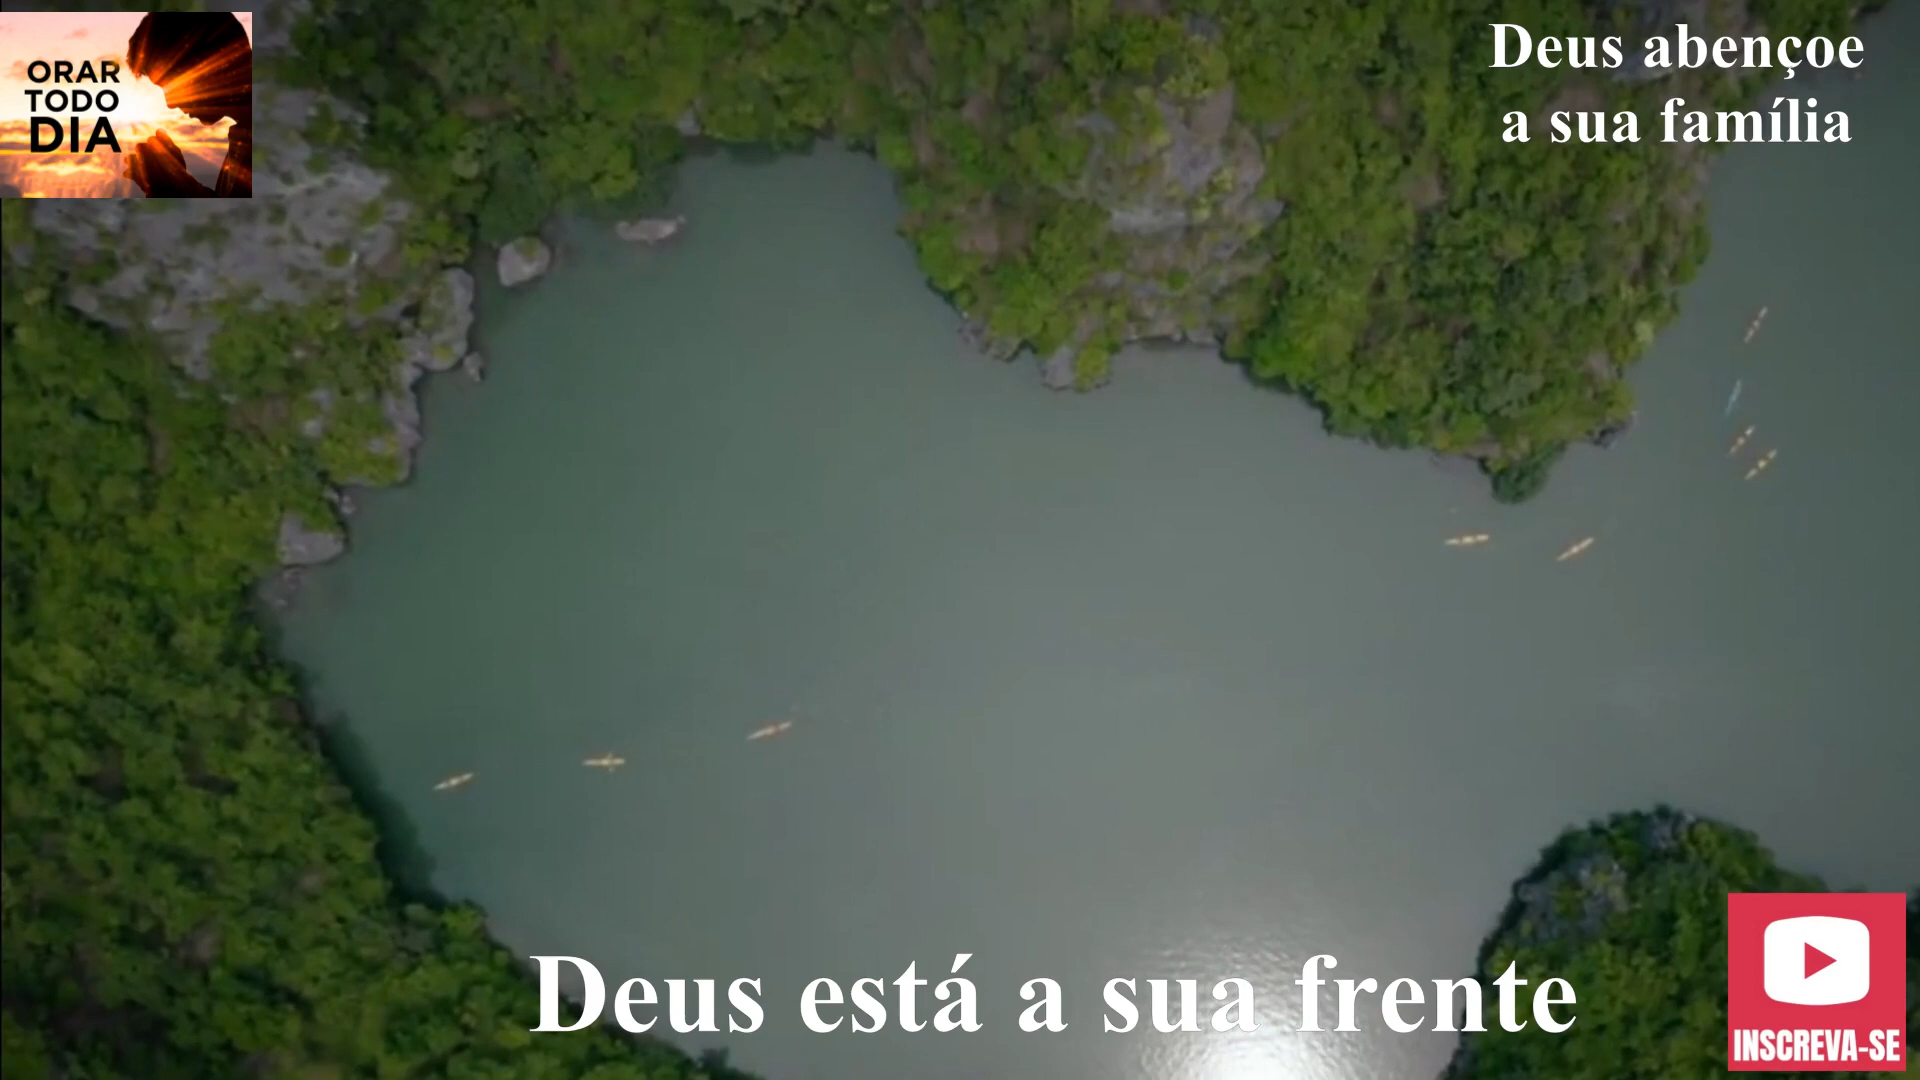 ORAR
TODO
DIA
Deus abençoe
a sua família
Deus está a sua frente
INSCREVA-SE